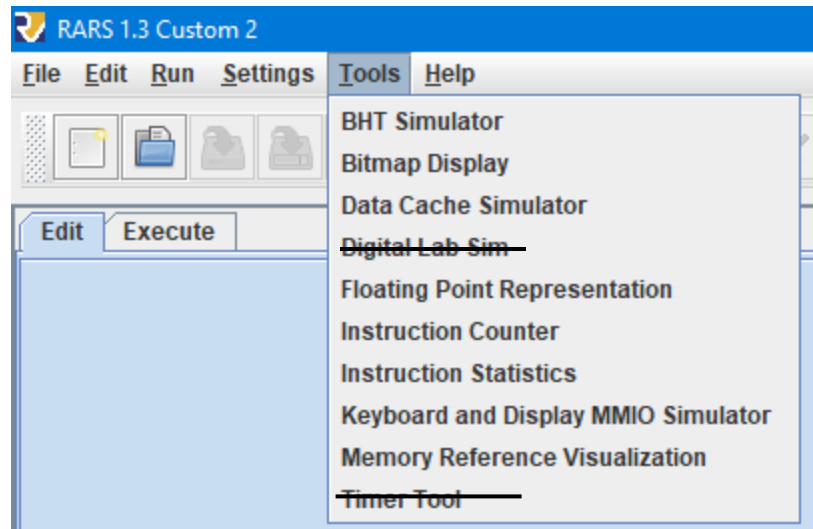 RARS 1.3 Custom 2
File Edit Run Settings Tools Help
BHT Simulator
Bitmap Display
Data Cache Simulator
Edit Execute
Digital Lab Sim
Floating Point Representation
Instruction Counter
Instruction Statistics
Keyboard and Display MMIO Simulator
Memory Reference Visualization
Timer Tool